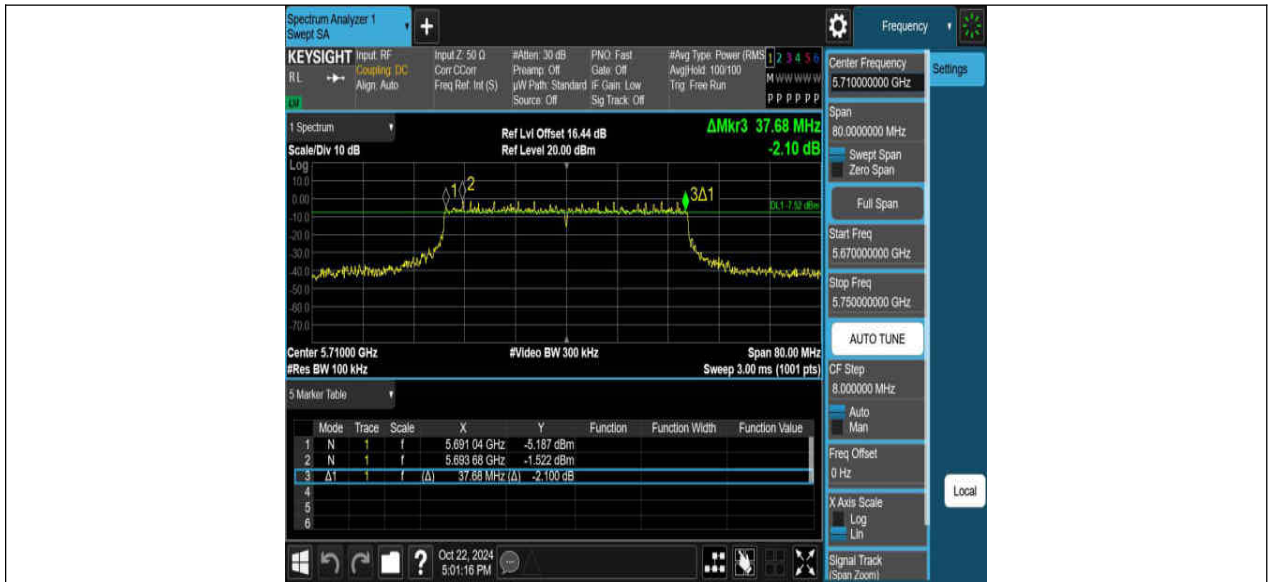 Spectrum Analyzer 1
Swept SA
+
Frequency
KEYSIGHT
RL
LM
Input: RF
Coupling: DC
Align: Auto
Input Z: 50 Ω
Corr CCorr
Freq Ref: Int (S)
#Atten: 30 dB
Preamp: Off
µW Path: Standard
Source: Off
PNO: Fast
Gate: Off
IF Gain: Low
Sig Track: Off
#Avg Type: Power (RMS
Avg|Hold: 100/100
Trig: Free Run
1 2 3 4 5 6
M W W W W W
P P P P P P
Center Frequency
5.710000000 GHz
Settings
Span
80.0000000 MHz
Swept Span
Zero Span
Full Span
Start Freq
5.670000000 GHz
Stop Freq
5.750000000 GHz
AUTO TUNE
CF Step
8.000000 MHz
Auto
Man
Freq Offset
0 Hz
X Axis Scale
Log
Lin
Signal Track
(Span Zoom)
Local
1 Spectrum
Scale/Div 10 dB
Ref Lvl Offset 16.44 dB
Ref Level 20.00 dBm
ΔMkr3 37.68 MHz
-2.10 dB
Log
10.0
0.00
-10.0
-20.0
-30.0
-40.0
-50.0
-60.0
-70.0
1
2
3Δ1
DL1 -7.52 dBm
Center 5.71000 GHz
#Video BW 300 kHz
Span 80.00 MHz
#Res BW 100 kHz
Sweep 3.00 ms (1001 pts)
5 Marker Table
Mode Trace Scale X Y Function Function Width Function Value
1 N 1 f 5.691 04 GHz -5.187 dBm
2 N 1 f 5.693 68 GHz -1.522 dBm
3 Δ1 1 f (Δ) 37.68 MHz (Δ) -2.100 dB
4
5
6
?
Oct 22, 2024
5:01:16 PM